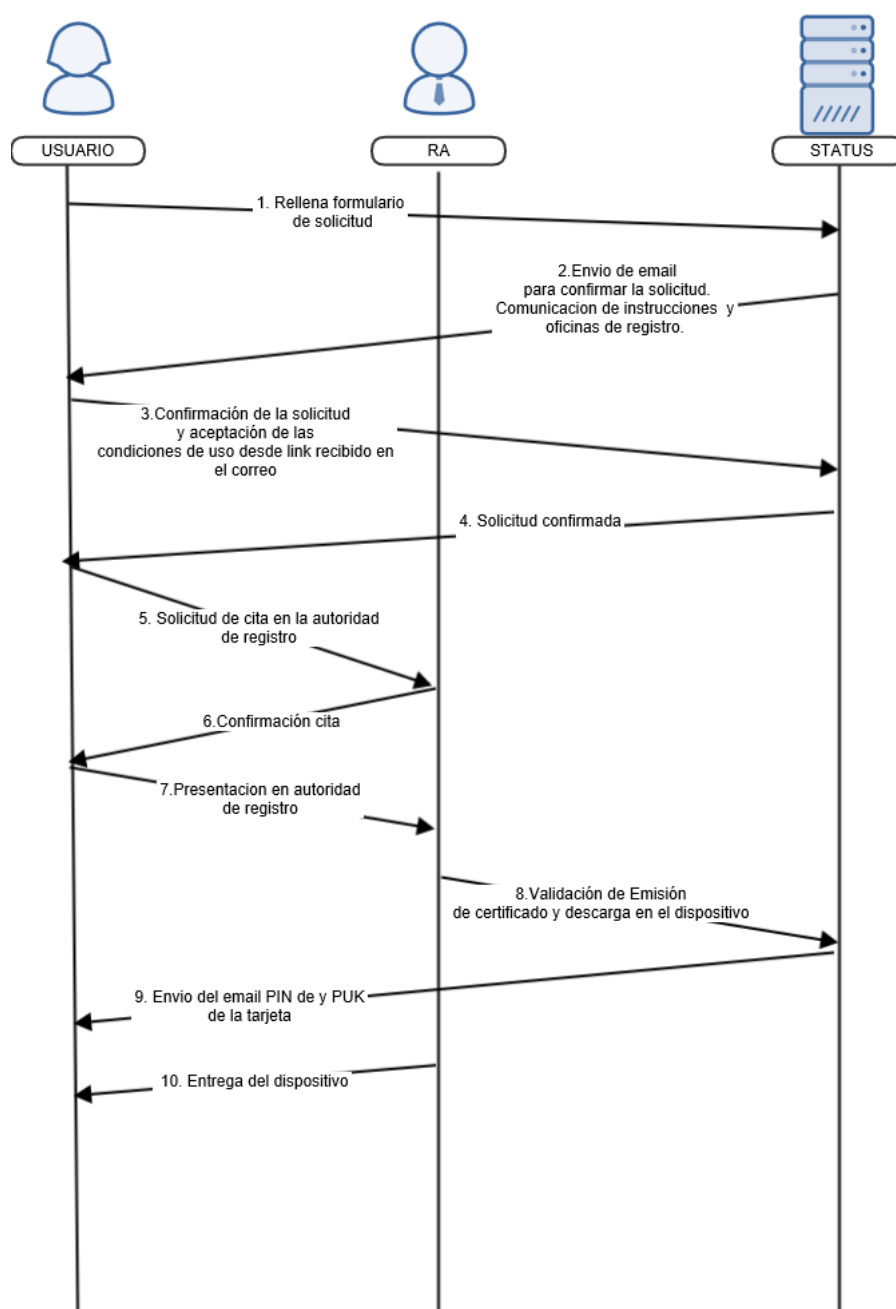 USUARIO
RA
STATUS
1. Rellena formulario
de solicitud
2.Envio de email
para confirmar la solicitud.
Comunicacion de instrucciones y
oficinas de registro.
3.Confirmación de la solicitud
y aceptación de las
condiciones de uso desde link recibido en
el correo
4. Solicitud confirmada
5. Solicitud de cita en la autoridad
de registro
6.Confirmación cita
7.Presentacion en autoridad
de registro
8.Validación de Emisión
de certificado y descarga en el dispositivo
9. Envio del email PIN de y PUK
de la tarjeta
10. Entrega del dispositivo